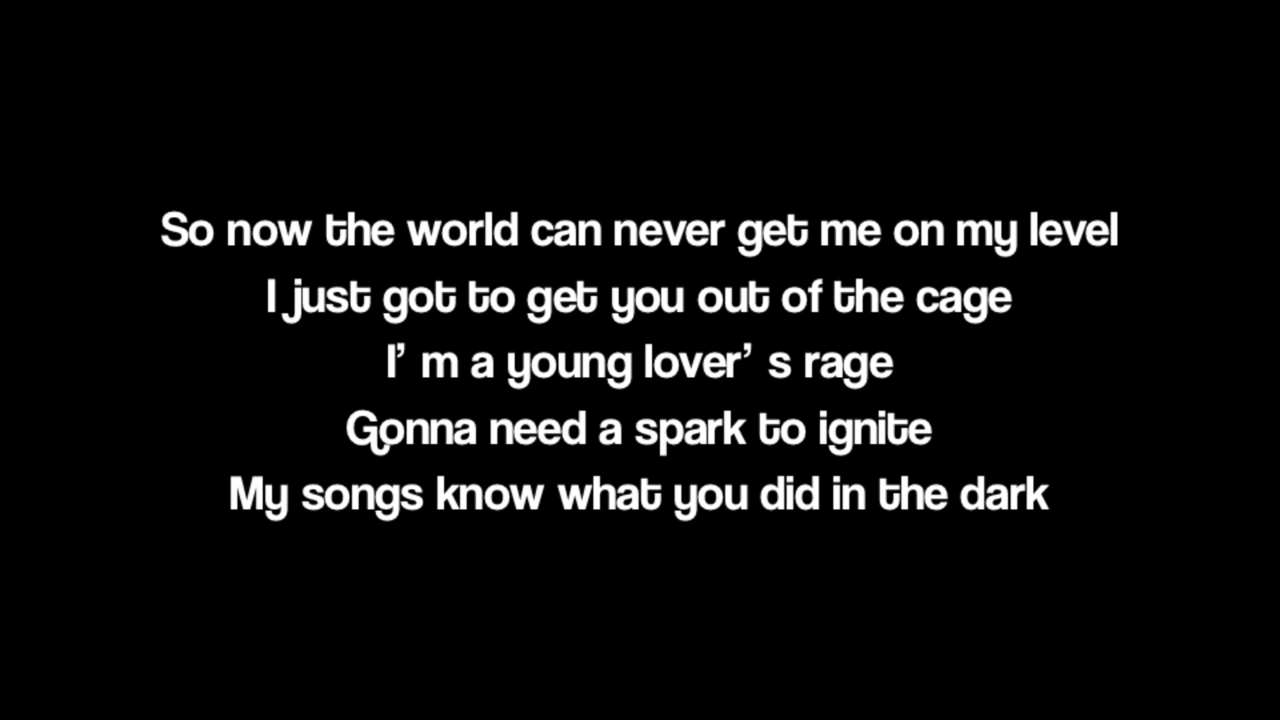 So now the world can never get me on my level
I just got to get you out of the cage
I’ m a young lover’ s rage
Gonna need a spark to ignite
My songs know what you did in the dark